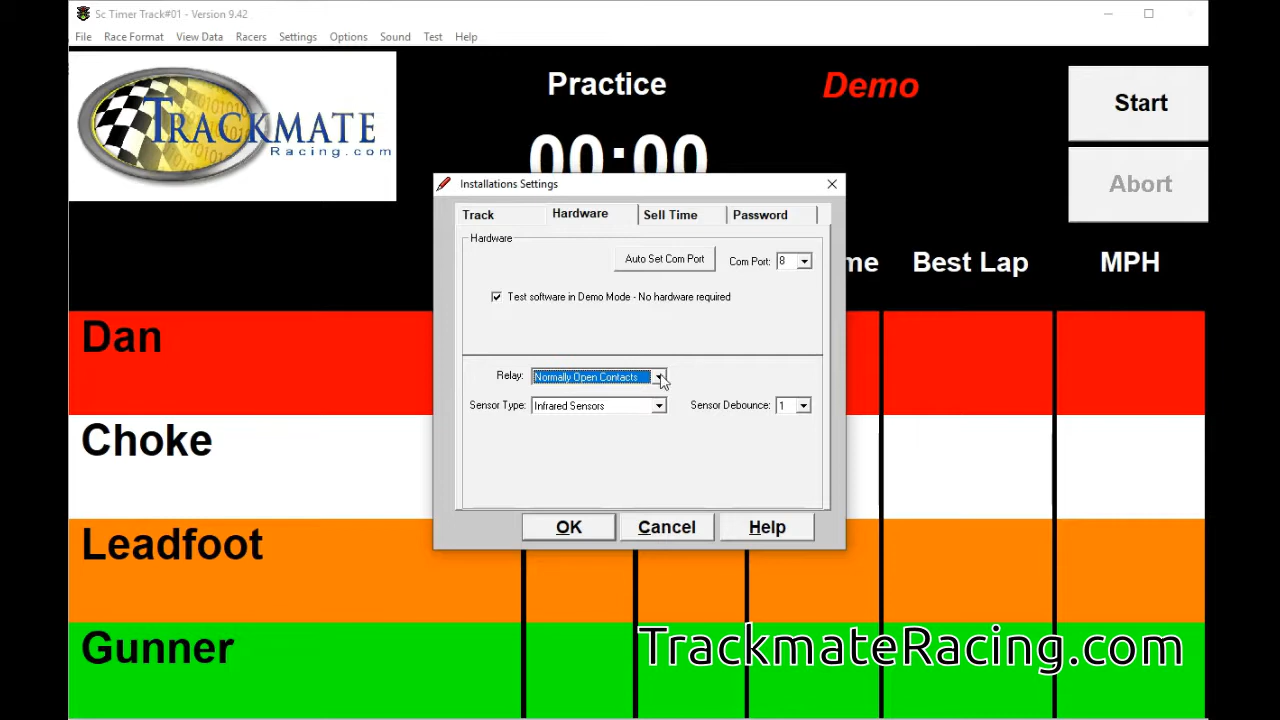 Sc Timer Track#01 - Version 9.42
File Race Format View Data Racers Settings Options Sound Test Help
TRACKMATE
Racing.com
Practice
Demo
00:00
Start
Abort
Installations Settings
Track Hardware Sell Time Password
Hardware
Auto Set Com Port Com Port: 8
Test software in Demo Mode - No hardware required
Relay: Normally Open Contacts
Sensor Type: Infrared Sensors Sensor Debounce: 1
OK Cancel Help
me Best Lap MPH
Dan
Choke
Leadfoot
Gunner
TrackmateRacing.com